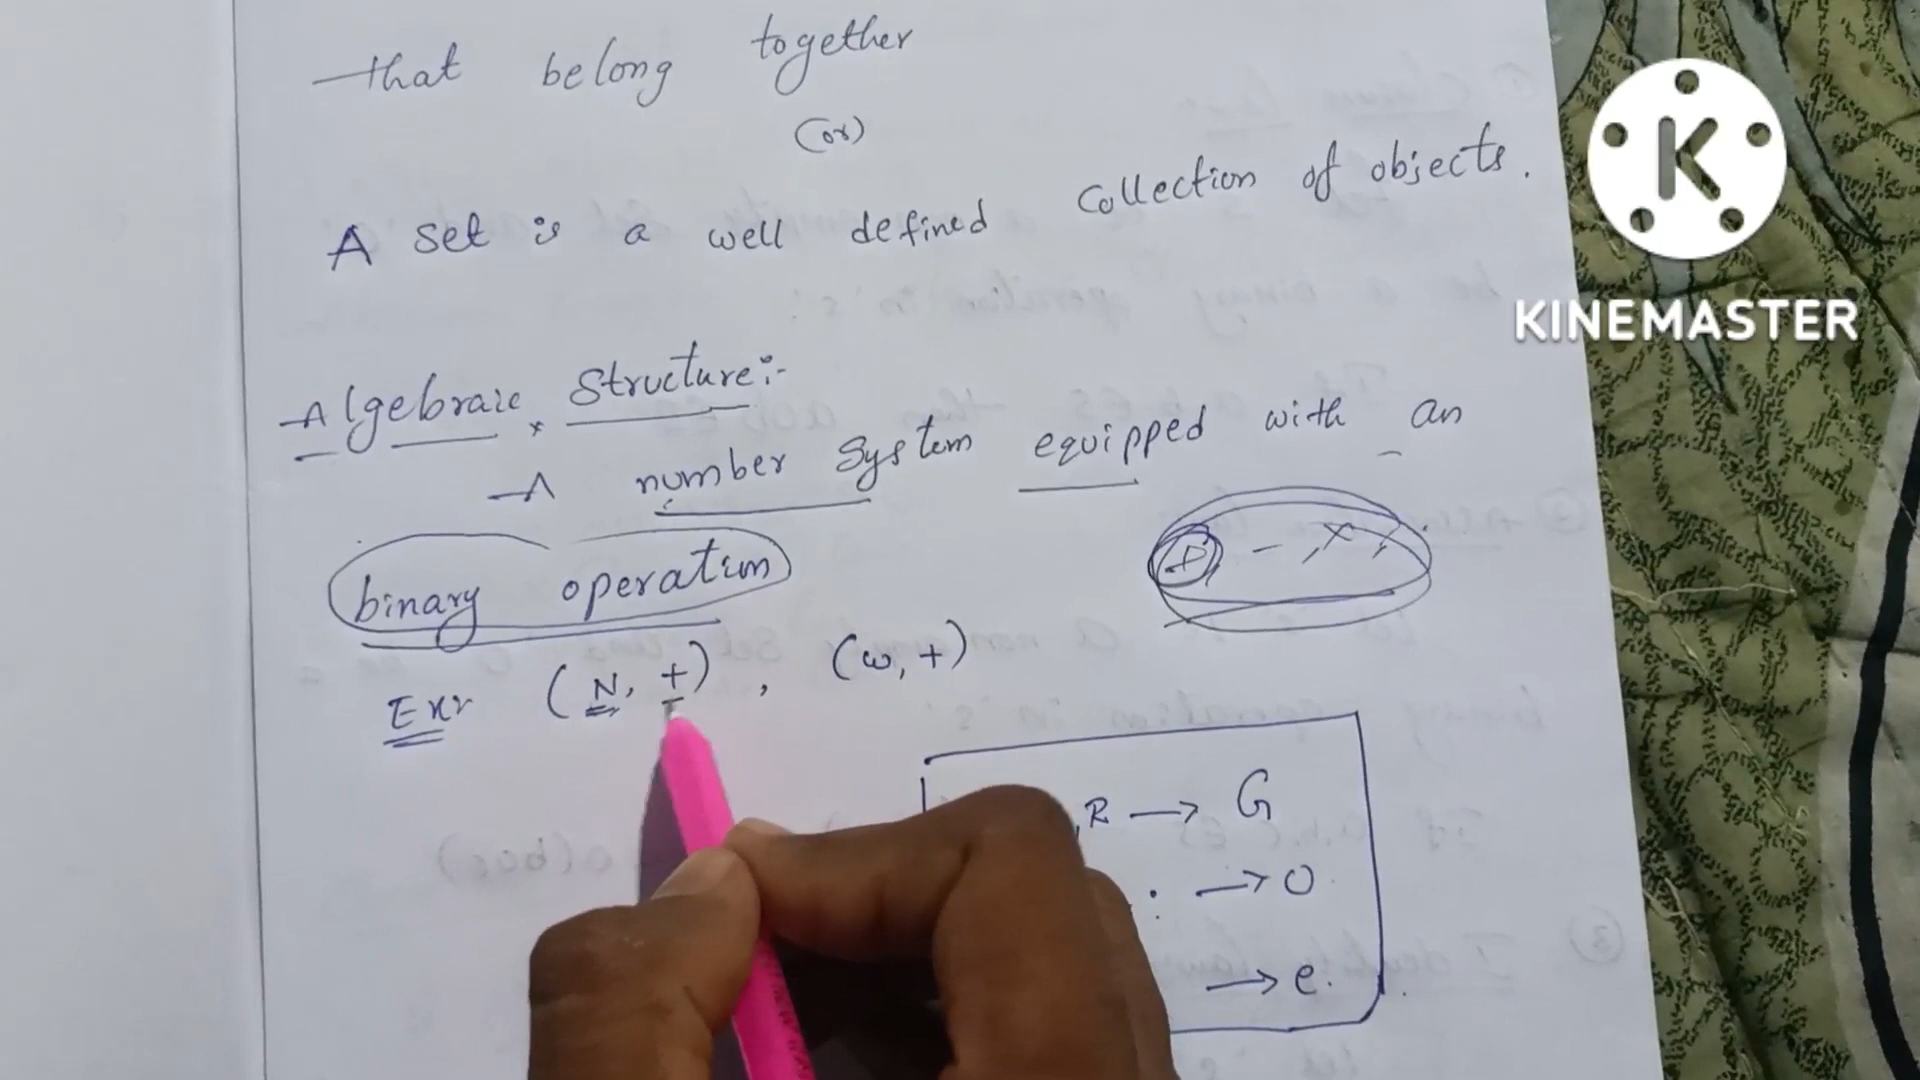 that belong together
(or)
A set is a well defined collection of objects.
Algebraic Structure:-
A number system equipped with an
binary operation
+ - , × ,
Ex: (N, +), (W, +)
, R → G
. → 0
→ e.
K
KINEMASTER